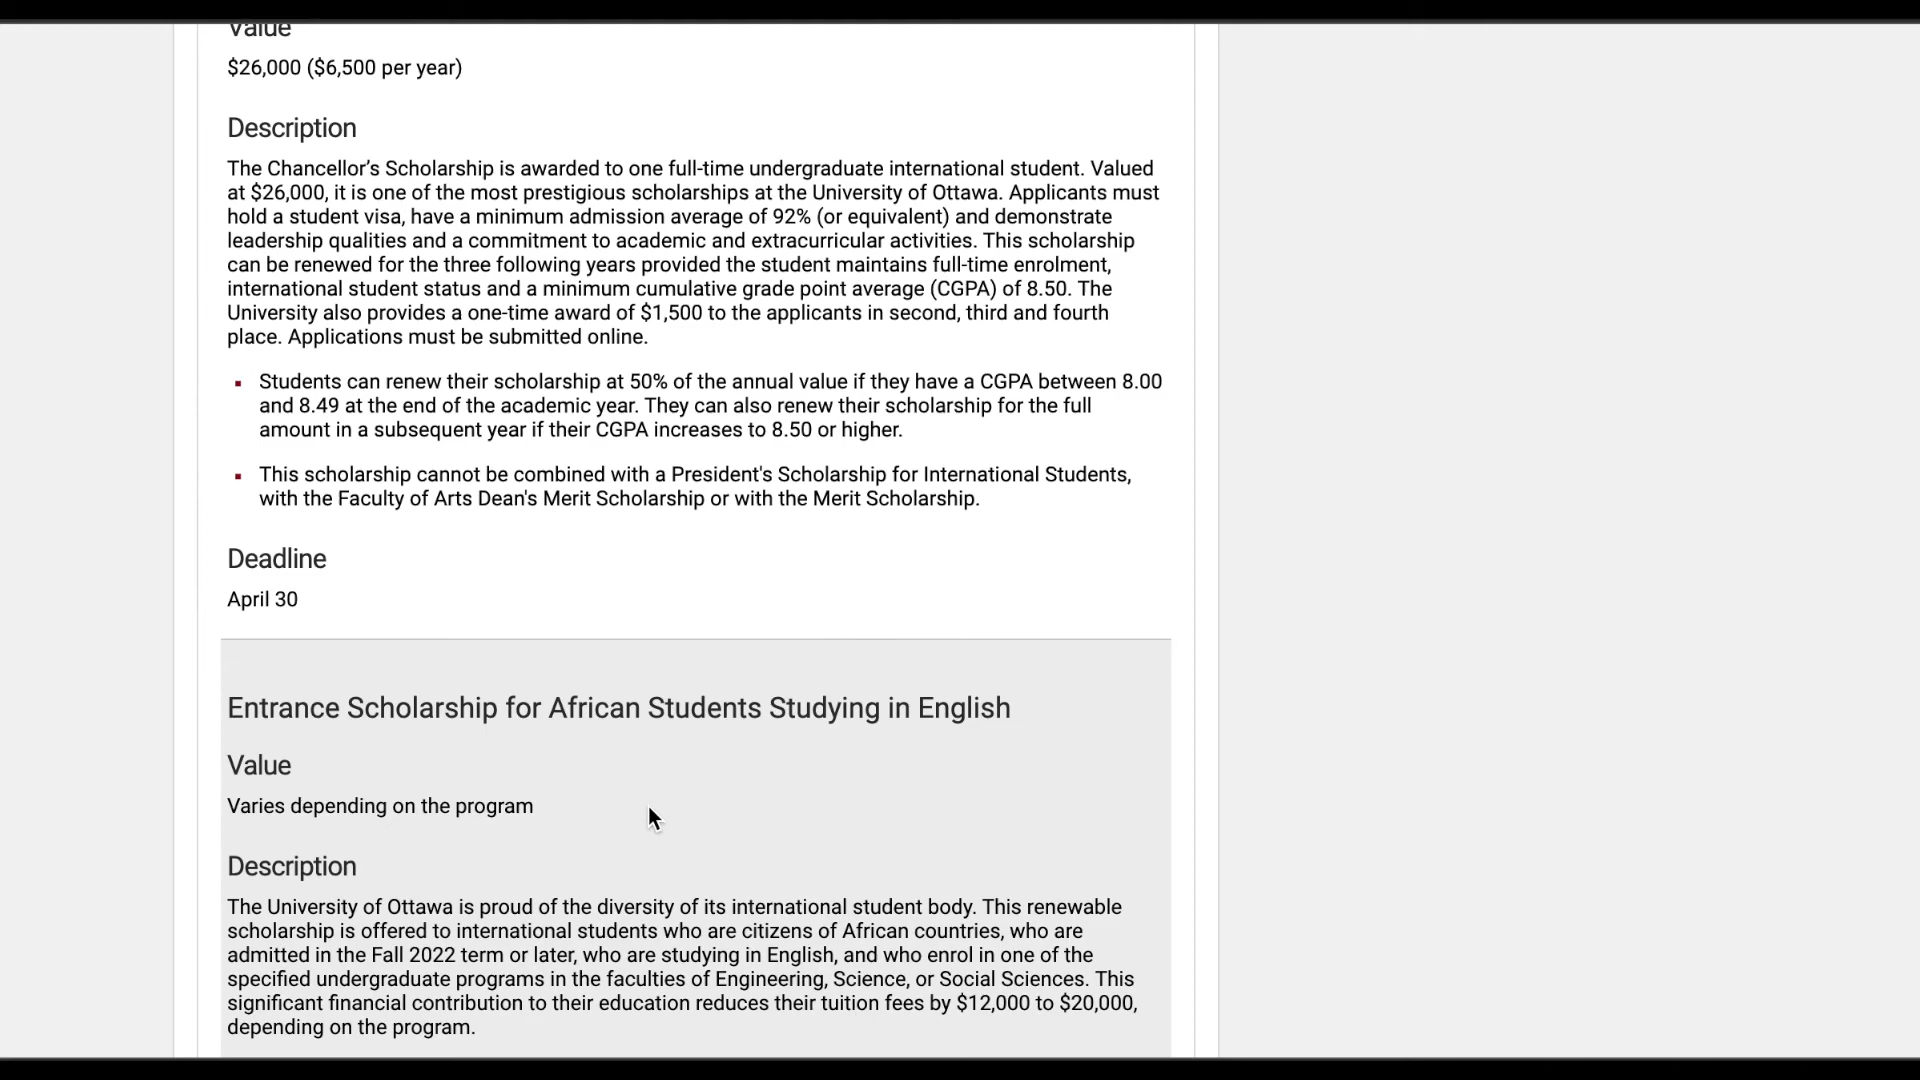 Value
$26,000 ($6,500 per year)
Description
The Chancellor’s Scholarship is awarded to one full-time undergraduate international student. Valued
at $26,000, it is one of the most prestigious scholarships at the University of Ottawa. Applicants must
hold a student visa, have a minimum admission average of 92% (or equivalent) and demonstrate
leadership qualities and a commitment to academic and extracurricular activities. This scholarship
can be renewed for the three following years provided the student maintains full-time enrolment,
international student status and a minimum cumulative grade point average (CGPA) of 8.50. The
University also provides a one-time award of $1,500 to the applicants in second, third and fourth
place. Applications must be submitted online.
Students can renew their scholarship at 50% of the annual value if they have a CGPA between 8.00
and 8.49 at the end of the academic year. They can also renew their scholarship for the full
amount in a subsequent year if their CGPA increases to 8.50 or higher.
This scholarship cannot be combined with a President's Scholarship for International Students,
with the Faculty of Arts Dean's Merit Scholarship or with the Merit Scholarship.
Deadline
April 30
Entrance Scholarship for African Students Studying in English
Value
Varies depending on the program
Description
The University of Ottawa is proud of the diversity of its international student body. This renewable
scholarship is offered to international students who are citizens of African countries, who are
admitted in the Fall 2022 term or later, who are studying in English, and who enrol in one of the
specified undergraduate programs in the faculties of Engineering, Science, or Social Sciences. This
significant financial contribution to their education reduces their tuition fees by $12,000 to $20,000,
depending on the program.